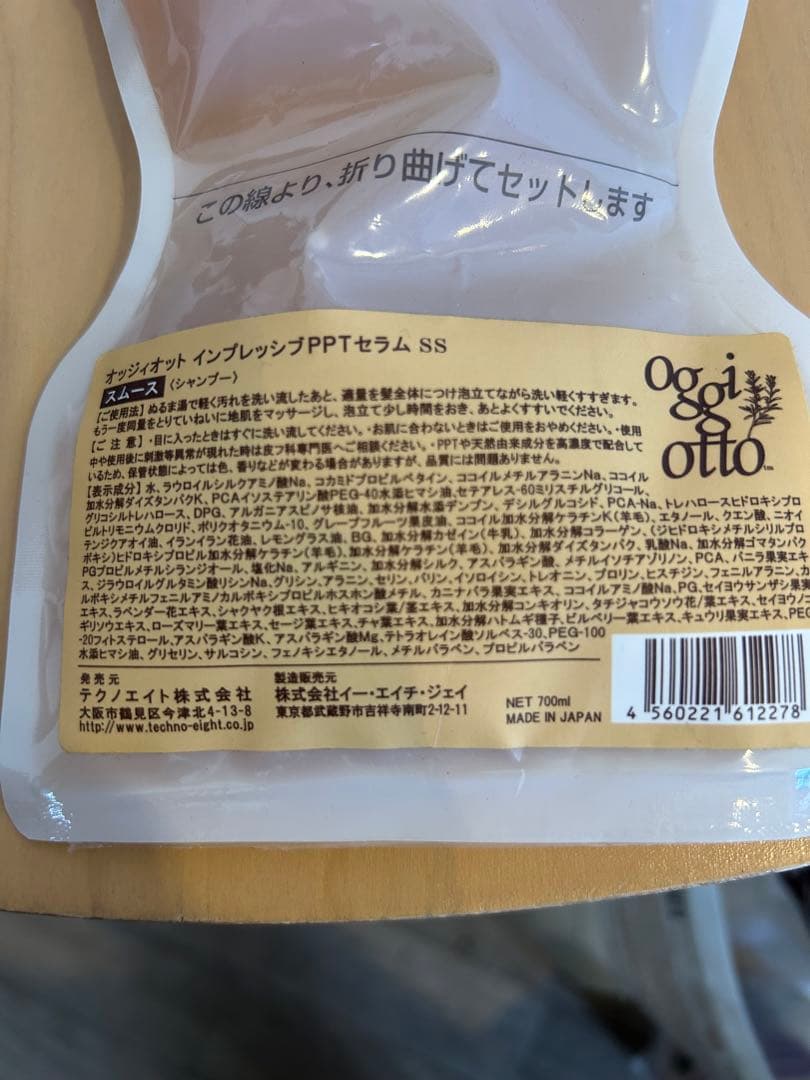 この線より、折り曲げてセットします
オッジィオット インプレッシブPPTセラム SS
スムース 〈シャンプー〉
【ご使用法】ぬるま湯で軽く汚れを洗い流したあと、適量を髪全体につけ泡立てながら洗い軽くすすぎます。
もう一度同量をとりていねいに地肌をマッサージし、泡立て少し時間をおき、あとよくすすいでください。
【ご 注 意】・目に入ったときはすぐに洗い流してください。・お肌に合わないときはご使用をおやめください。・使用
中や使用後に刺激等異常が現れた時は皮フ科専門医へご相談ください。・PPTや天然由来成分を高濃度で配合して
いるため、保管状態によっては色、香りなどが変わる場合がありますが、品質には問題ありません。
【表示成分】水、ラウロイルシルクアミノ酸Na、コカミドプロピルベタイン、ココイルメチルアラニンNa、ココイル
加水分解ダイズタンパクK、PCAイソステアリン酸PEG-40水添ヒマシ油、セテアレス-60ミリスチルグリコール、
グリコシルトレハロース、DPG、アルガニアスピノサ核油、加水分解水添デンプン、デシルグルコシド、PCA-Na、トレハロースヒドロキシプロ
ピルトリモニウムクロリド、ポリクオタニウム-10、グレープフルーツ果皮油、ココイル加水分解ケラチンK(羊毛)、エタノール、クエン酸、ニオイ
テンジクアオイ油、イランイラン花油、レモングラス油、BG、加水分解カゼイン(牛乳)、加水分解コラーゲン、(ジヒドロキシメチルシリルプロ
ポキシ)ヒドロキシプロピル加水分解ケラチン(羊毛)、加水分解ケラチン(羊毛)、加水分解ダイズタンパク、乳酸Na、加水分解ゴマタンパク
PGプロピルメチルシランジオール、塩化Na、アルギニン、加水分解シルク、アスパラギン酸、メチルイソチアゾリノン、PCA、バニラ果実エキ
ス、ジラウロイルグルタミン酸リシンNa、グリシン、アラニン、セリン、バリン、イソロイシン、トレオニン、プロリン、ヒスチジン、フェニルアラニン、カ
ルボキシメチルフェニルアミノカルボキシプロピルホスホン酸メチル、カニナバラ果実エキス、ココイルアミノ酸Na、PG、セイヨウサンザシ果実
エキス、ラベンダー花エキス、シャクヤク根エキス、ヒキオコシ葉/茎エキス、加水分解コンキオリン、タチジャコウソウ花/葉エキス、セイヨウノコ
ギリソウエキス、ローズマリー葉エキス、セージ葉エキス、チャ葉エキス、加水分解ハトムギ種子、ビルベリー葉エキス、キュウリ果実エキス、PE
-20フィトステロール、アスパラギン酸K、アスパラギン酸Mg、テトラオレイン酸ソルベス-30、PEG-100
水添ヒマシ油、グリセリン、サルコシン、フェノキシエタノール、メチルパラベン、プロピルパラベン
oggi
otto
発 売 元
テクノエイト株式会社
大阪市鶴見区今津北4-13-8
http://www.techno-eight.co.jp
製造販売元
株式会社イー・エイチ・ジェイ
東京都武蔵野市吉祥寺南町2-12-11
NET 700ml
MADE IN JAPAN
4 560221 612278